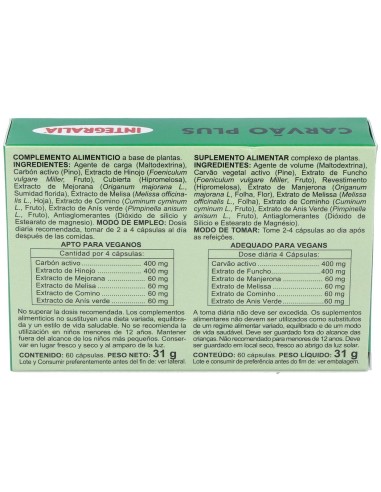 CARVÃO PLUS
INTEGRALIA
COMPLEMENTO ALIMENTICIO a base de plantas.
INGREDIENTES: Agente de carga (Maltodextrina),
Carbón activo (Pino), Extracto de Hinojo (Foeniculum
vulgare Miller, Fruto), Cubierta (Hipromelosa),
Extracto de Mejorana (Origanum majorana L.,
Sumidad florida), Extracto de Melisa (Melissa officina-
lis L., Hoja), Extracto de Comino (Cuminum cyminum
L., Fruto), Extracto de Anís Verde (Pimpinella anisum
L., Fruto), Antiaglomerantes (Dióxido de silicio y
Estearato de magnesio). MODO DE EMPLEO: Dosis
diaria recomendada, tomar de 2 a 4 cápsulas al día
después de las comidas.
APTO PARA VEGANOS
Cantidad por 4 cápsulas:
Carbón activo 400 mg
Extracto de Hinojo 400 mg
Extracto de Mejorana 60 mg
Extracto de Melisa 60 mg
Extracto de Comino 60 mg
Extracto de Anís verde 60 mg
No superar la dosis recomendada. Los complementos
alimenticios no sustituyen una dieta variada, equilibra-
da y un estilo de vida saludable. No se recomienda la
utilización en niños menores de 12 años. Mantener
fuera del alcance de los niños más pequeños. Conser-
var en lugar fresco y seco y al amparo de la luz.
CONTENIDO: 60 cápsulas. PESO NETO: 31 g
Lote y Consumir preferentemente antes del fin de: ver lateral.
SUPLEMENTO ALIMENTAR complexo de plantas.
INGREDIENTES: Agente de volume (Maltodextrina),
Carvão vegetal activo (Pino), Extrato de Funcho
(Foeniculum vulgare Miller, Fruto), Revestimento
(Hipromelosa), Extrato de Manjerona (Origanum
majorana L., Folha, Flor), Extrato de Melissa (Melissa
officinalis L., Folha), Extrato de Cominho (Cuminum
cyminum L., Fruto), Extrato de Anis Verde (Pimpinella
anisum L., Fruto), Antiaglomerantes (Dióxido de
Silício e Estearato de Magnésio).
MODO DE TOMAR: Tome 2-4 cápsulas ao dia após
as refeições.
ADEQUADO PARA VEGANS
Dose diária 4 Cápsulas:
Carvão activo 400 mg
Extrato de Funcho 400 mg
Extrato de Manjerona 60 mg
Extrato de Melissa 60 mg
Extrato de Cominho 60 mg
Extrato de Anis Verde 60 mg
A toma diária não deve ser excedida. Os suplementos
alimentares não devem ser utilizados como substitutos
de um regime alimentar variado, equilibrado e de um modo
de vida saudável. Deve ser guardado fora do alcance das
crianças. Não recomendado para menores de 12 anos. Deve
ser guardado em local seco, fresco ao abrigo da luz solar.
CONTEÚDO: 60 cápsulas. PESO LÍQUIDO: 31 g
Lote e consumir de preferência antes do fim de: ver embalagem.